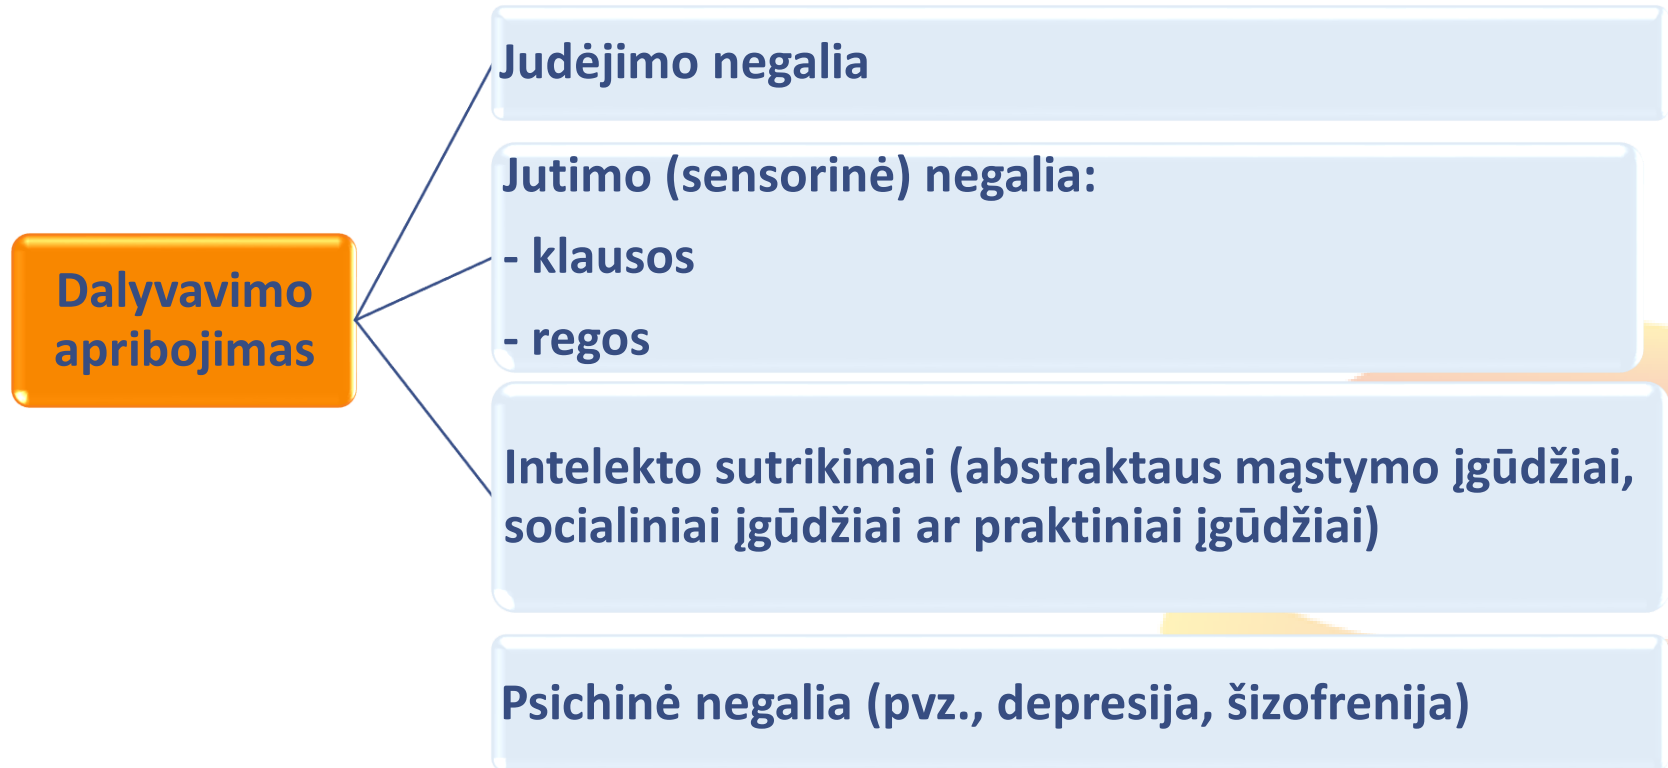 Dalyvavimo
apribojimas
Judėjimo negalia
Jutimo (sensorinė) negalia:
- klausos
- regos
Intelekto sutrikimai (abstraktaus mąstymo įgūdžiai,
socialiniai įgūdžiai ar praktiniai įgūdžiai)
Psichinė negalia (pvz., depresija, šizofrenija)